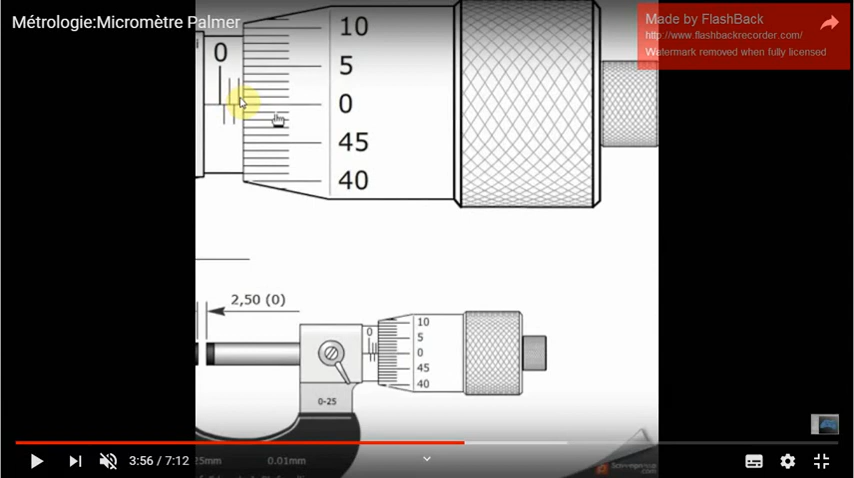 Métrologie:Micromètre Palmer
Made by FlashBack
http://www.flashbackrecorder.com/
Watermark removed when fully licensed
0
10
5
0
45
40
2,50 (0)
0
10
5
0
45
40
0-25
25mm 0.01mm
3:56 / 7:12